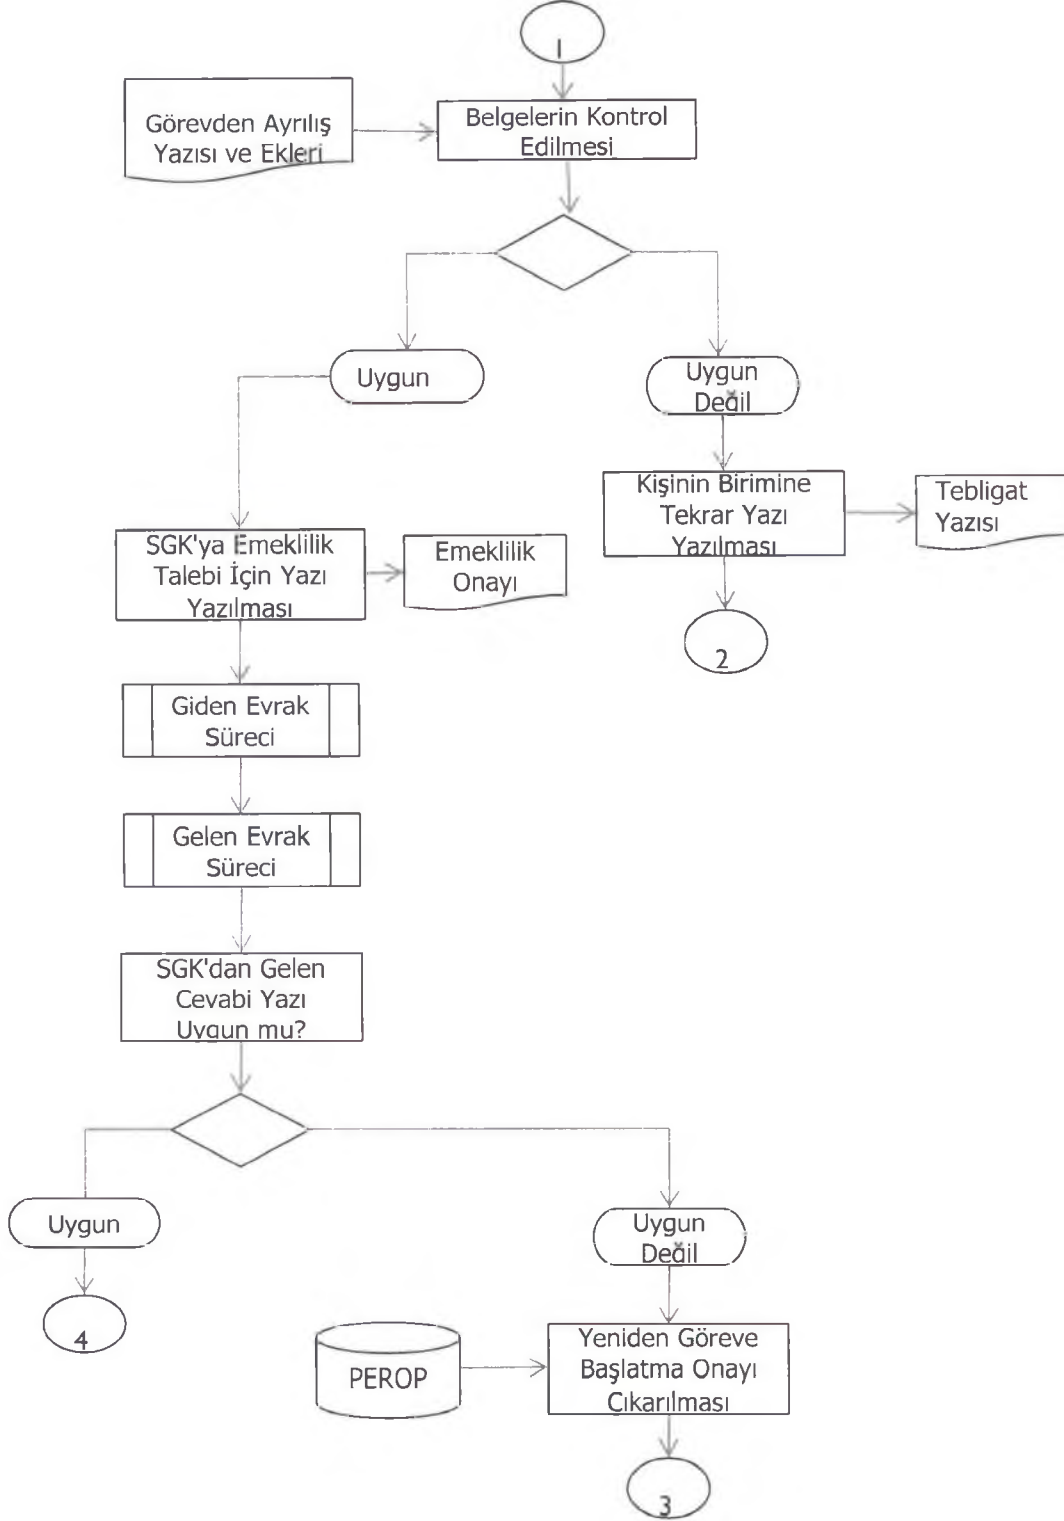 1
Görevden Ayrılış
Yazısı ve Ekleri
Belgelerin Kontrol
Edilmesi
Uygun
Uygun
Değil
Kişinin Birimine
Tekrar Yazı
Yazılması
Tebligat
Yazısı
SGK'ya Emeklilik
Talebi İçin Yazı
Yazılması
Emeklilik
Onayı
2
Giden Evrak
Süreci
Gelen Evrak
Süreci
SGK'dan Gelen
Cevabi Yazı
Uygun mu?
Uygun
Uygun
Değil
4
PEROP
Yeniden Göreve
Başlatma Onayı
Çıkarılması
3